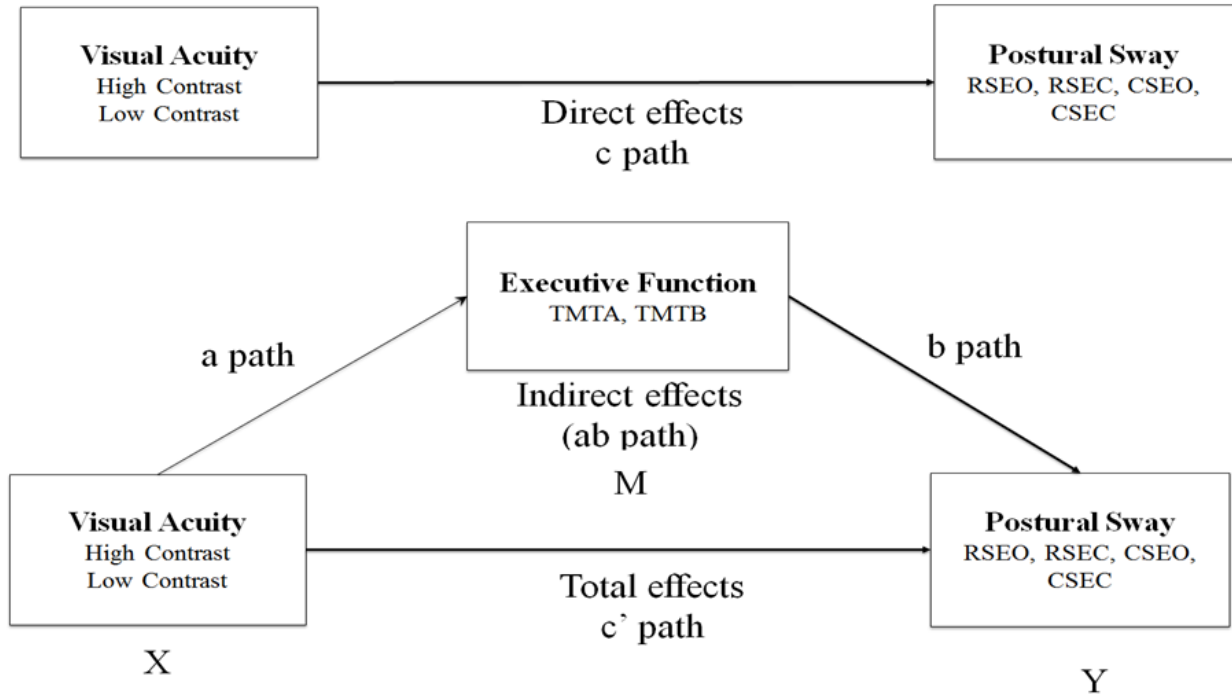 Visual Acuity
High Contrast
Low Contrast
Direct effects
c path
Postural Sway
RSEO, RSEC, CSEO,
CSEC
Executive Function
TMTA, TMTB
a path
b path
Indirect effects
(ab path)
M
Visual Acuity
High Contrast
Low Contrast
Total effects
c’ path
Postural Sway
RSEO, RSEC, CSEO,
CSEC
X
Y